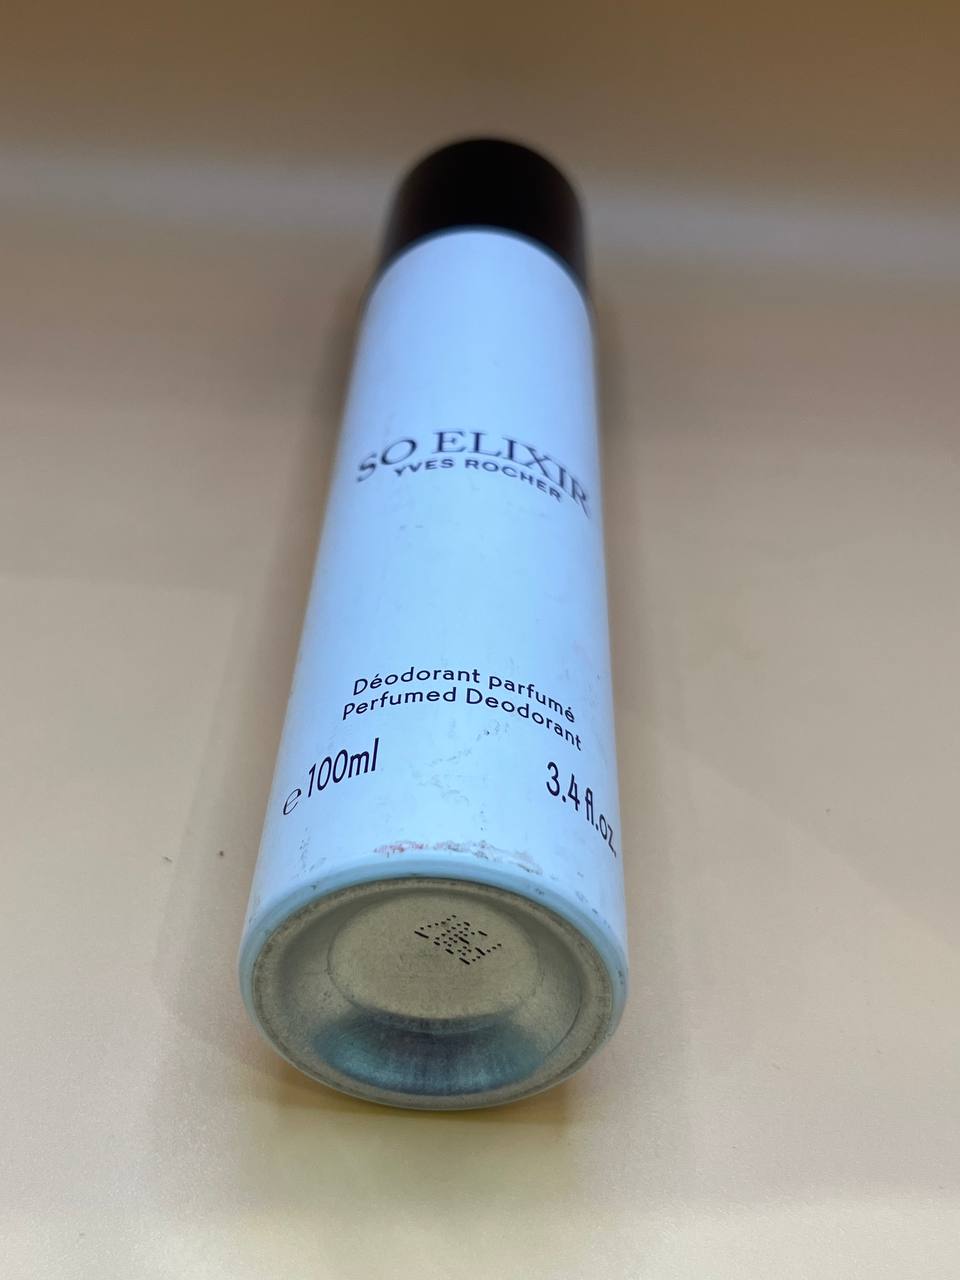 SO ELIXIR
YVES ROCHER
Déodorant parfumé
Perfumed Deodorant
e 100ml
3.4 fl.oz.